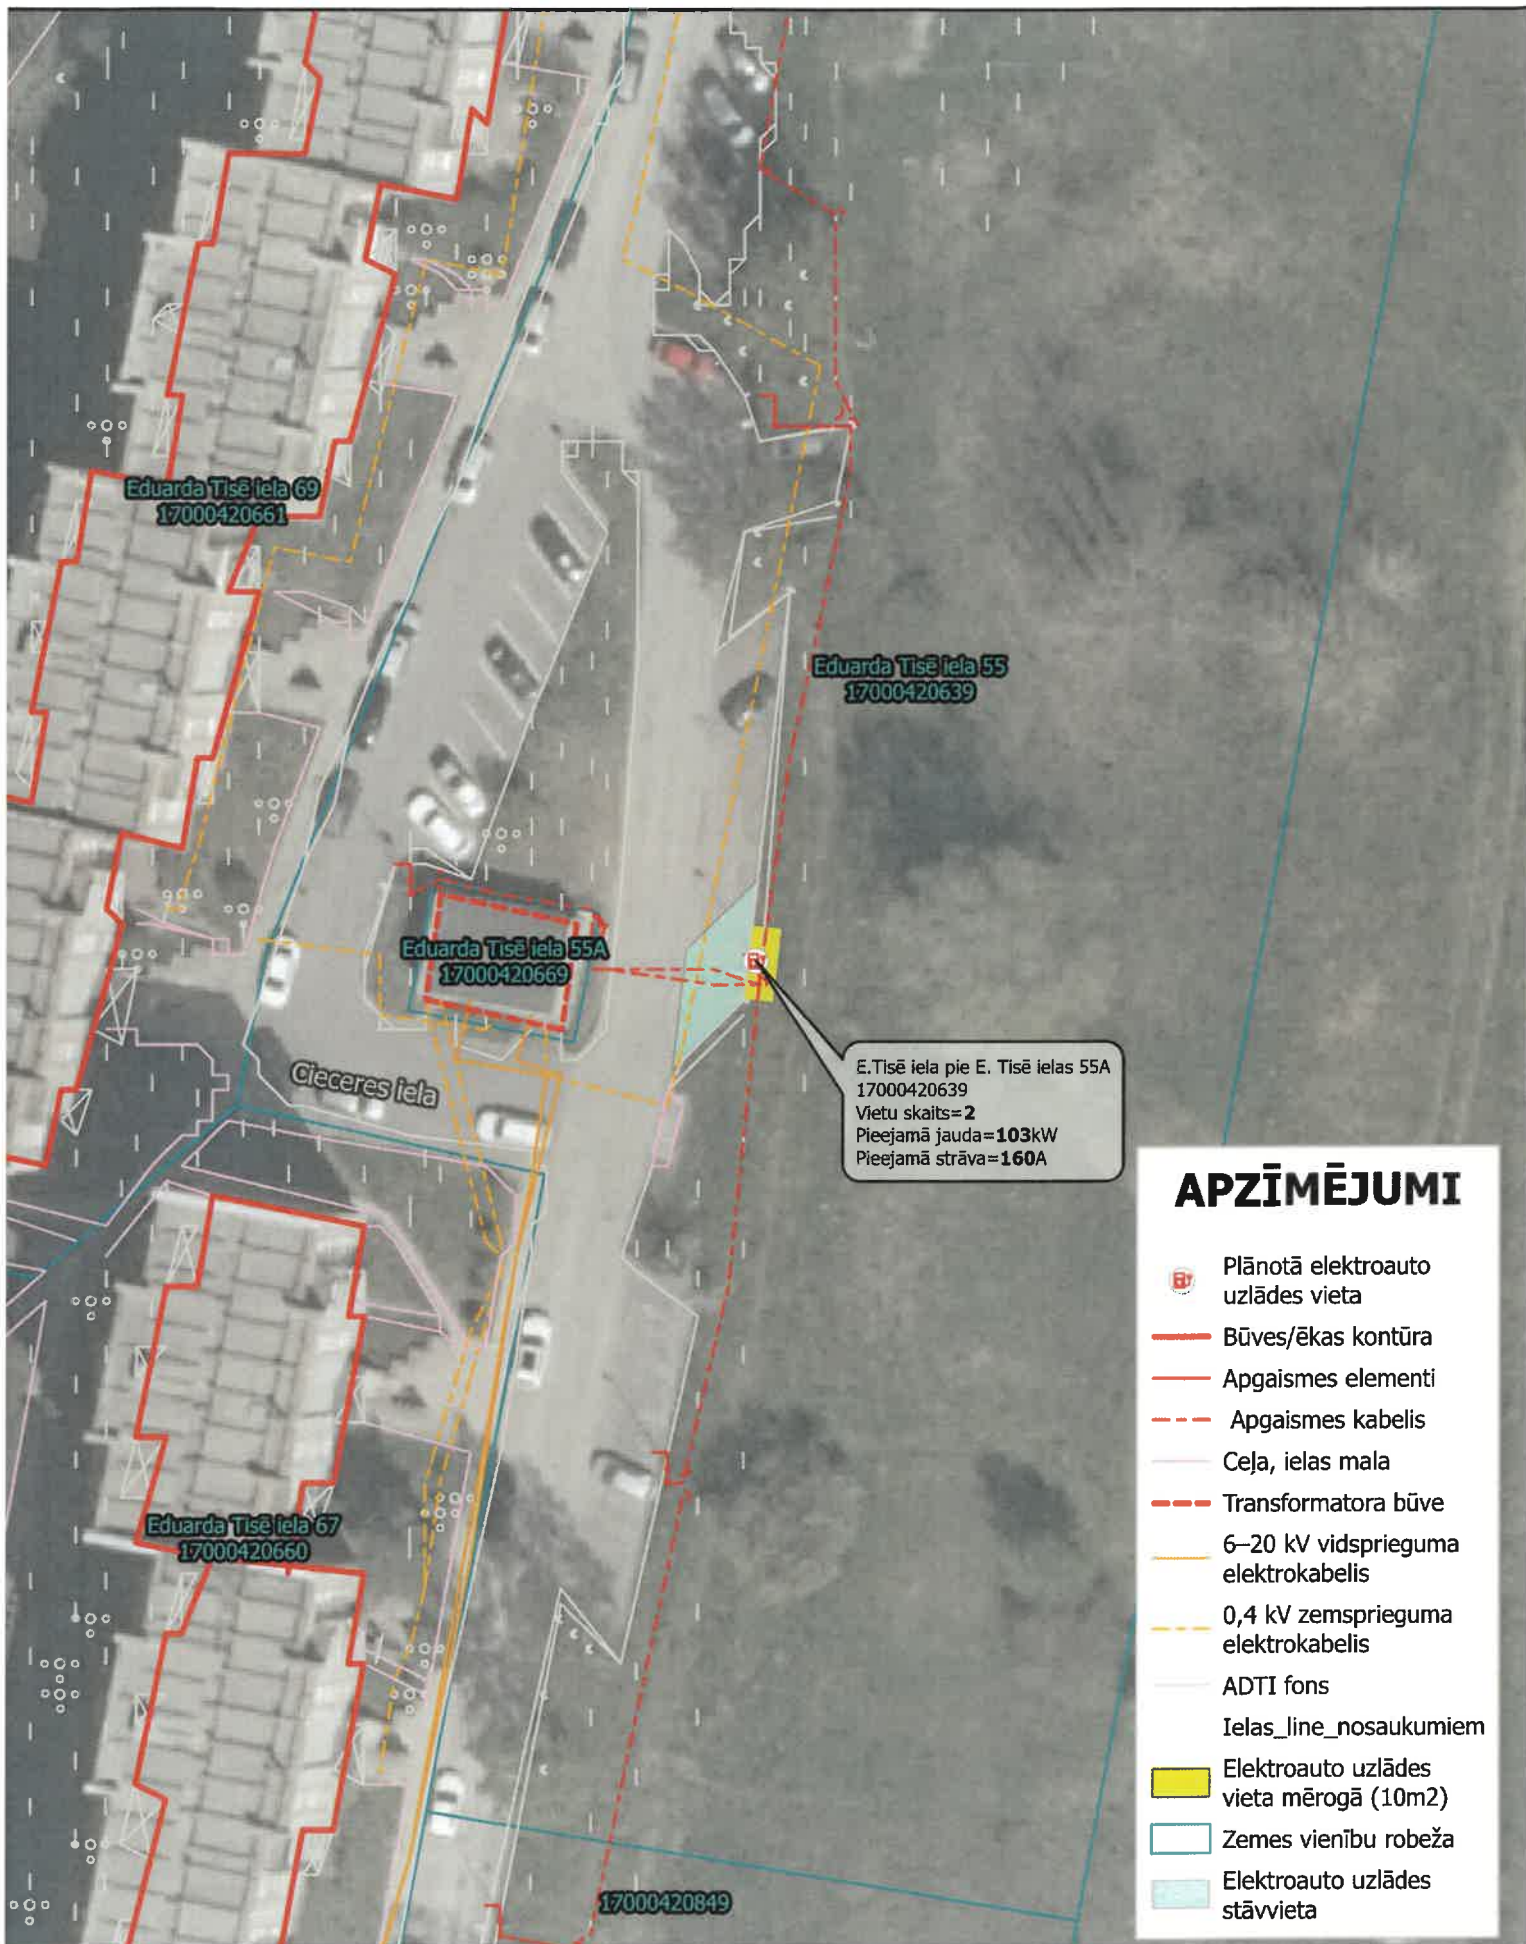 Eduarda Tisē iela 69
17000420661
Eduarda Tisē iela 55
17000420639
Eduarda Tisē iela 55A
17000420669
Cieceres iela
E.Tisē iela pie E. Tisē ielas 55A
17000420639
Vietu skaits=2
Pieejamā jauda=103kW
Pieejamā strāva=160A
Eduarda Tisē iela 67
17000420660
17000420849
APZĪMĒJUMI
Plānotā elektroauto
uzlādes vieta
Būves/ēkas kontūra
Apgaismes elementi
Apgaismes kabelis
Ceļa, ielas mala
Transformatora būve
6–20 kV vidsprieguma
elektrokabelis
0,4 kV zemsprieguma
elektrokabelis
ADTI fons
Ielas_line_nosaukumiem
Elektroauto uzlādes
vieta mērogā (10m2)
Zemes vienību robeža
Elektroauto uzlādes
stāvvieta